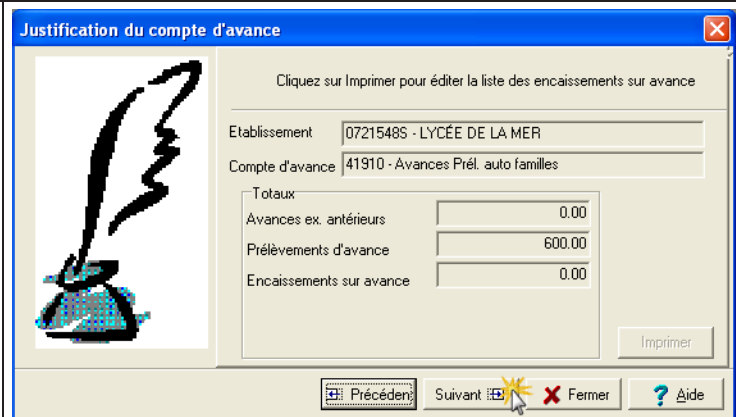 Justification du compte d'avance
Cliquez sur Imprimer pour éditer la liste des encaissements sur avance
Etablissement 0721548S - LYCÉE DE LA MER
Compte d'avance 41910 - Avances Prél. auto familles
Totaux
Avances ex. antérieurs 0.00
Prélèvements d'avance 600.00
Encaissements sur avance 0.00
Imprimer
Précéden Suivant Fermer ? Aide